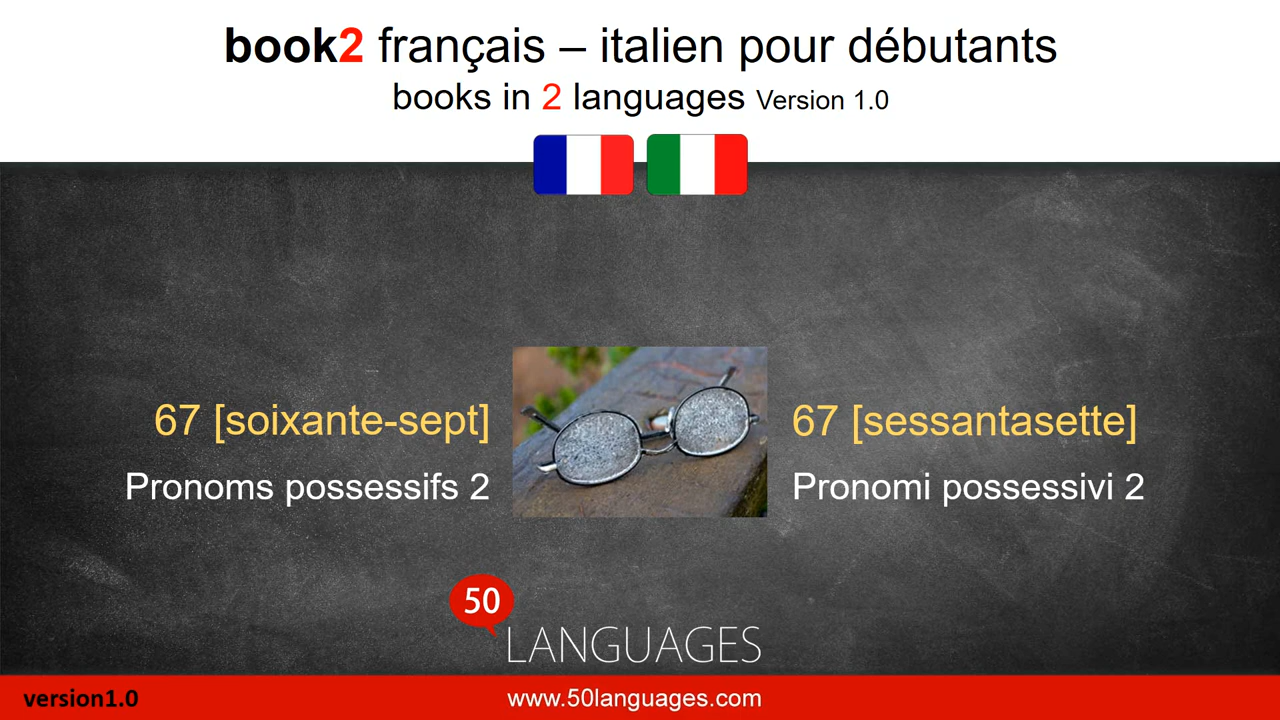 book2 français – italien pour débutants
books in 2 languages Version 1.0
67 [soixante-sept]
Pronoms possessifs 2
67 [sessantasette]
Pronomi possessivi 2
50
LANGUAGES
version1.0
www.50languages.com